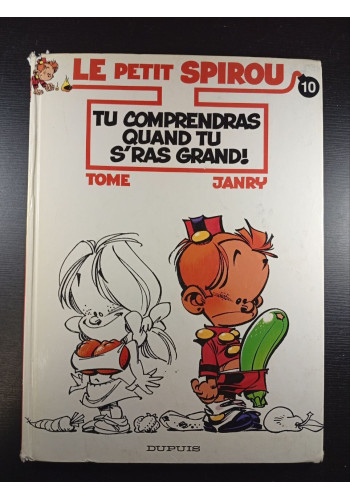 LE PETIT SPIROU
10
TU COMPRENDRAS
QUAND TU
S'RAS GRAND!
TOME JANRY
DUPUIS